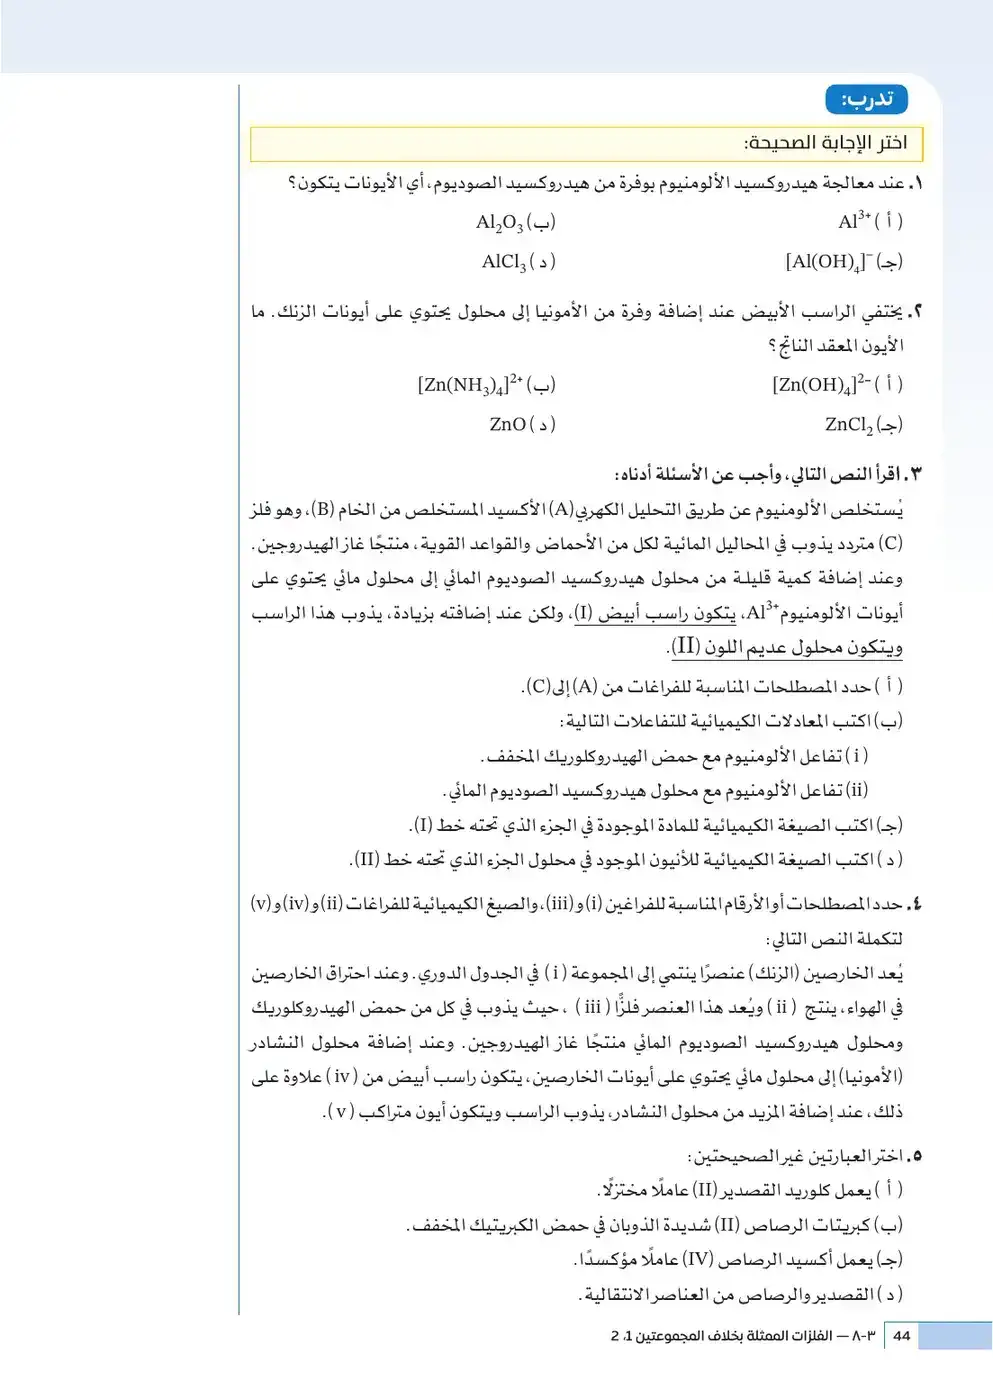 تدرب:
اختر الإجابة الصحيحة:
١. عند معالجة هيدروكسيد الألومنيوم بوفرة من هيدروكسيد الصوديوم، أي الأيونات يتكون؟
( أ ) Al³⁺ (ب) Al₂O₃
(جـ) [Al(OH)₄]⁻ ( د ) AlCl₃
٢. يختفي الراسب الأبيض عند إضافة وفرة من الأمونيا إلى محلول يحتوي على أيونات الزنك. ما
الأيون المعقد الناتج؟
( أ ) [Zn(OH)₄]²⁻ (ب) [Zn(NH₃)₄]²⁺
(جـ) ZnCl₂ ( د ) ZnO
٣. اقرأ النص التالي، وأجب عن الأسئلة أدناه:
يُستخلص الألومنيوم عن طريق التحليل الكهربي(A) الأكسيد المستخلص من الخام (B)، وهو فلز
(C) متردد يذوب في المحاليل المائية لكل من الأحماض والقواعد القوية، منتجًا غاز الهيدروجين.
وعند إضافة كمية قليلة من محلول هيدروكسيد الصوديوم المائي إلى محلول مائي يحتوي على
أيونات الألومنيوم Al³⁺، يتكون راسب أبيض (I)، ولكن عند إضافته بزيادة، يذوب هذا الراسب
ويتكون محلول عديم اللون (II).
( أ ) حدد المصطلحات المناسبة للفراغات من (A) إلى(C).
(ب) اكتب المعادلات الكيميائية للتفاعلات التالية:
(i ) تفاعل الألومنيوم مع حمض الهيدروكلوريك المخفف.
(ii) تفاعل الألومنيوم مع محلول هيدروكسيد الصوديوم المائي.
(جـ) اكتب الصيغة الكيميائية للمادة الموجودة في الجزء الذي تحته خط (I).
( د ) اكتب الصيغة الكيميائية للأنيون الموجود في محلول الجزء الذي تحته خط (II).
٤. حدد المصطلحات أو الأرقام المناسبة للفراغين (i) و(iii)، والصيغ الكيميائية للفراغات (ii) و(iv) و(v)
لتكملة النص التالي:
يُعد الخارصين (الزنك) عنصرًا ينتمي إلى المجموعة ( i ) في الجدول الدوري. وعند احتراق الخارصين
في الهواء، ينتج ( ii ) ويُعد هذا العنصر فلزًّا ( iii ) ، حيث يذوب في كل من حمض الهيدروكلوريك
ومحلول هيدروكسيد الصوديوم المائي منتجًا غاز الهيدروجين. وعند إضافة محلول النشادر
(الأمونيا) إلى محلول مائي يحتوي على أيونات الخارصين، يتكون راسب أبيض من ( iv ) علاوة على
ذلك، عند إضافة المزيد من محلول النشادر، يذوب الراسب ويتكون أيون متراكب ( v ).
٥. اختر العبارتين غير الصحيحتين:
( أ ) يعمل كلوريد القصدير (II) عاملًا مختزلًا.
(ب) كبريتات الرصاص (II) شديدة الذوبان في حمض الكبريتيك المخفف.
(جـ) يعمل أكسيد الرصاص (IV) عاملًا مؤكسدًا.
( د ) القصدير والرصاص من العناصر الانتقالية.
44 ٣-٨ — الفلزات الممثلة بخلاف المجموعتين 1، 2